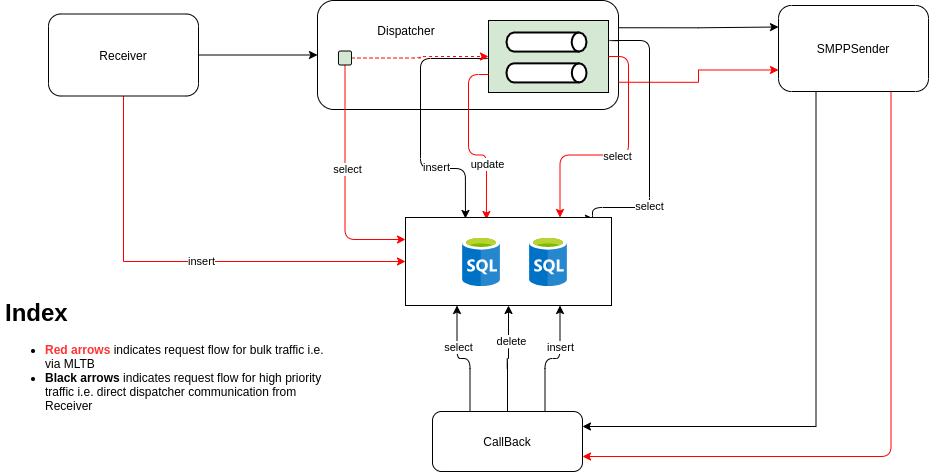 Receiver
Dispatcher
SMPPSender
select
insert
update
select
select
insert
SQL
SQL
Index
Red arrows indicates request flow for bulk traffic i.e.
via MLTB
Black arrows indicates request flow for high priority
traffic i.e. direct dispatcher communication from
Receiver
select
delete
insert
CallBack